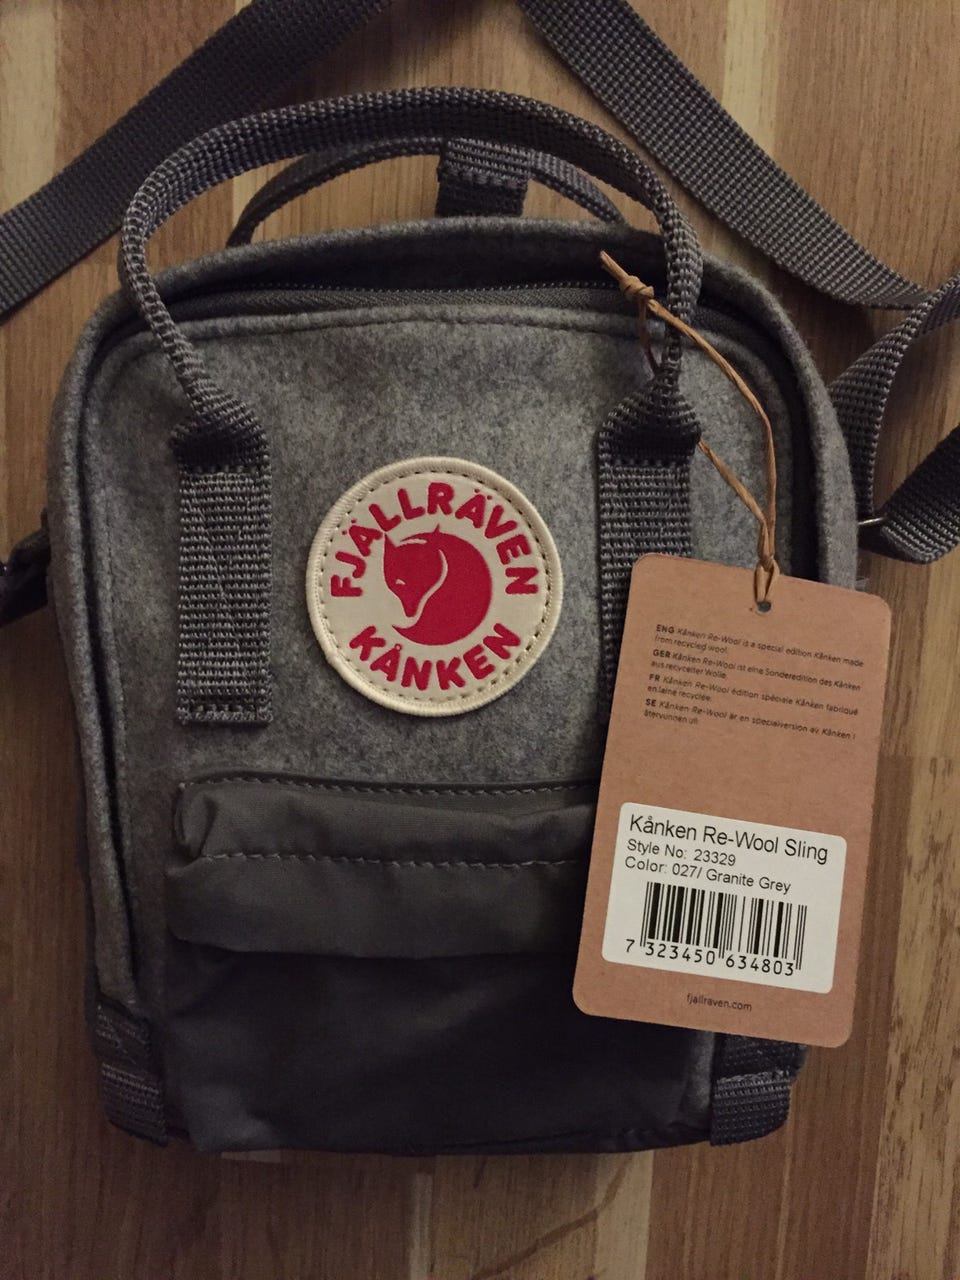 FJÄLLRÄVEN
KÅNKEN
ENG Kånken Re-Wool is a special edition Kånken made
from recycled wool.
GER Kånken Re-Wool ist eine Sonderedition des Kånken
aus recycelter Wolle.
FR Kånken Re-Wool édition spéciale Kånken fabriqué
en laine recyclée.
SE Kånken Re-Wool är en specialversion av Kånken i
återvunnen ull.
Kånken Re-Wool Sling
Style No: 23329
Color: 027/ Granite Grey
7 323450 634803
fjallraven.com